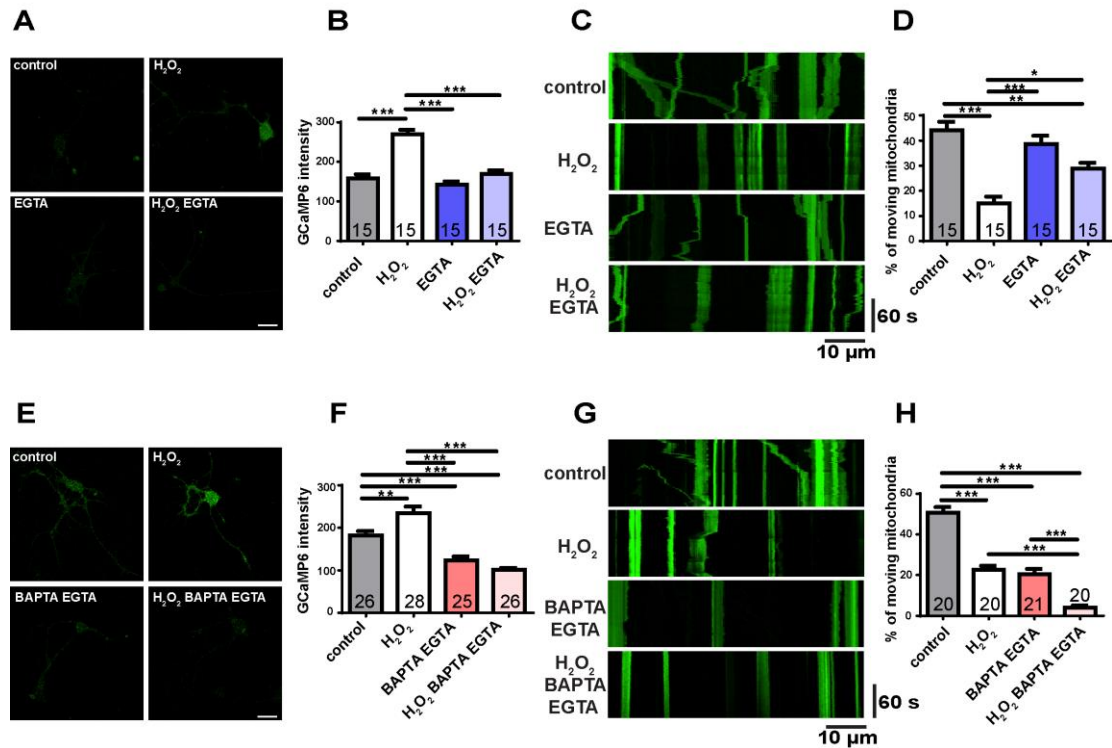 A
control
H₂O₂
EGTA
H₂O₂ EGTA
B
GCaMP6 intensity
300
200
100
0
***
***
***
15
15
15
15
control
H₂O₂
EGTA
H₂O₂ EGTA
C
control
H₂O₂
EGTA
H₂O₂
EGTA
60 s
10 µm
D
% of moving mitochondria
50
40
30
20
10
0
*
***
**
***
15
15
15
15
control
H₂O₂
EGTA
H₂O₂ EGTA
E
control
H₂O₂
BAPTA EGTA
H₂O₂ BAPTA EGTA
F
GCaMP6 intensity
300
200
100
0
***
***
***
***
**
26
28
25
26
control
H₂O₂
BAPTA EGTA
H₂O₂ BAPTA EGTA
G
control
H₂O₂
BAPTA
EGTA
H₂O₂
BAPTA
EGTA
60 s
10 µm
H
% of moving mitochondria
60
40
20
0
***
***
***
***
***
20
20
21
20
control
H₂O₂
BAPTA EGTA
H₂O₂ BAPTA EGTA